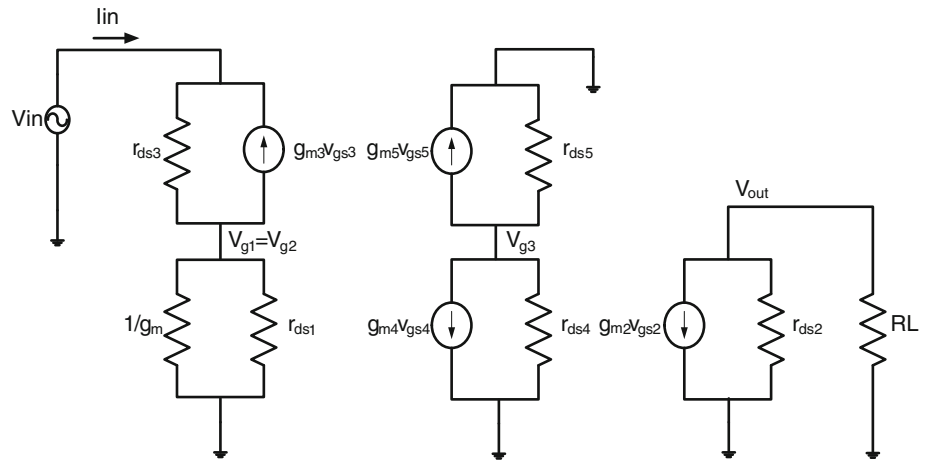 Iin
Vin
rds3
gm3vgs3
gm5vgs5
rds5
Vg1=Vg2
Vg3
Vout
1/gm
rds1
gm4vgs4
rds4
gm2vgs2
rds2
RL